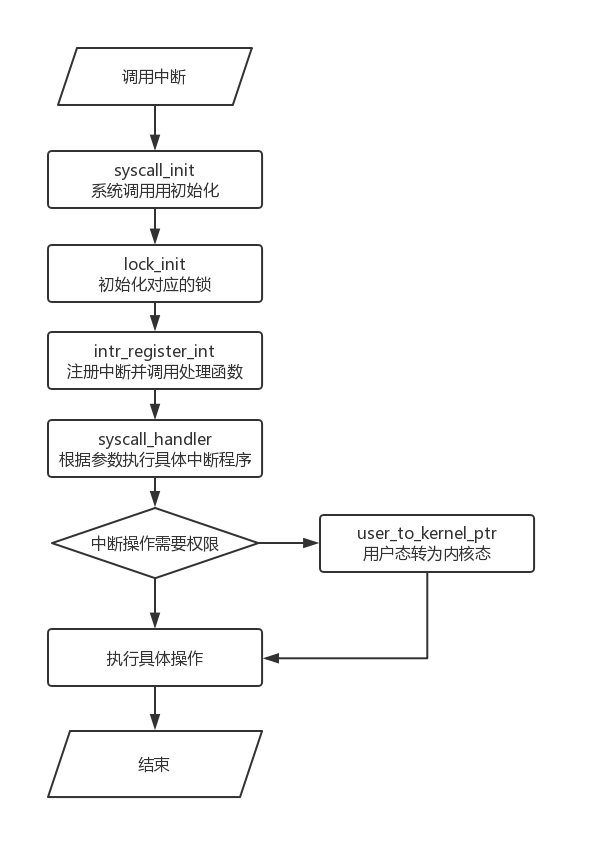 调用中断
syscall_init
系统调用用初始化
lock_init
初始化对应的锁
intr_register_int
注册中断并调用处理函数
syscall_handler
根据参数执行具体中断程序
中断操作需要权限
user_to_kernel_ptr
用户态转为内核态
执行具体操作
结束